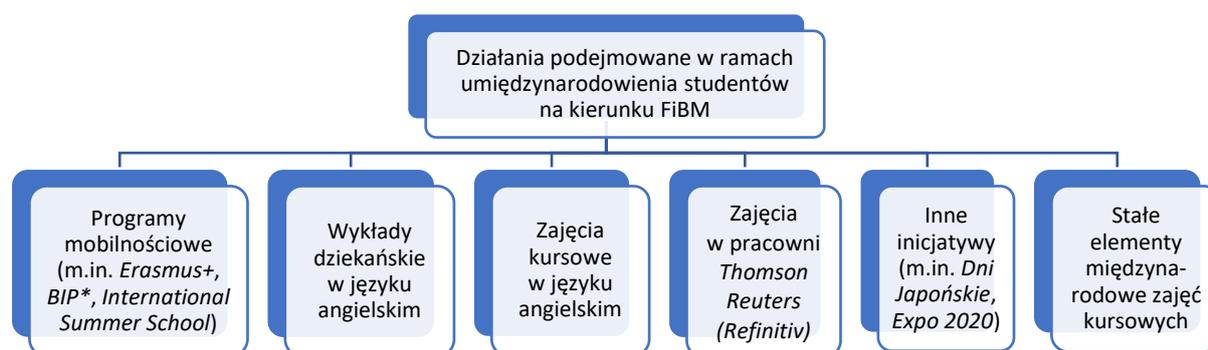 Działania podejmowane w ramach
umiędzynarodowienia studentów
na kierunku FiBM
Programy
mobilnościowe
(m.in. Erasmus+,
BIP*, International
Summer School)
Wykłady
dziekańskie
w języku
angielskim
Zajęcia
kursowe
w języku
angielskim
Zajęcia
w pracowni
Thomson
Reuters
(Refinitiv)
Inne
inicjatywy
(m.in. Dni
Japońskie,
Expo 2020)
Stałe
elementy
międzyna-
rodowe zajęć
kursowych